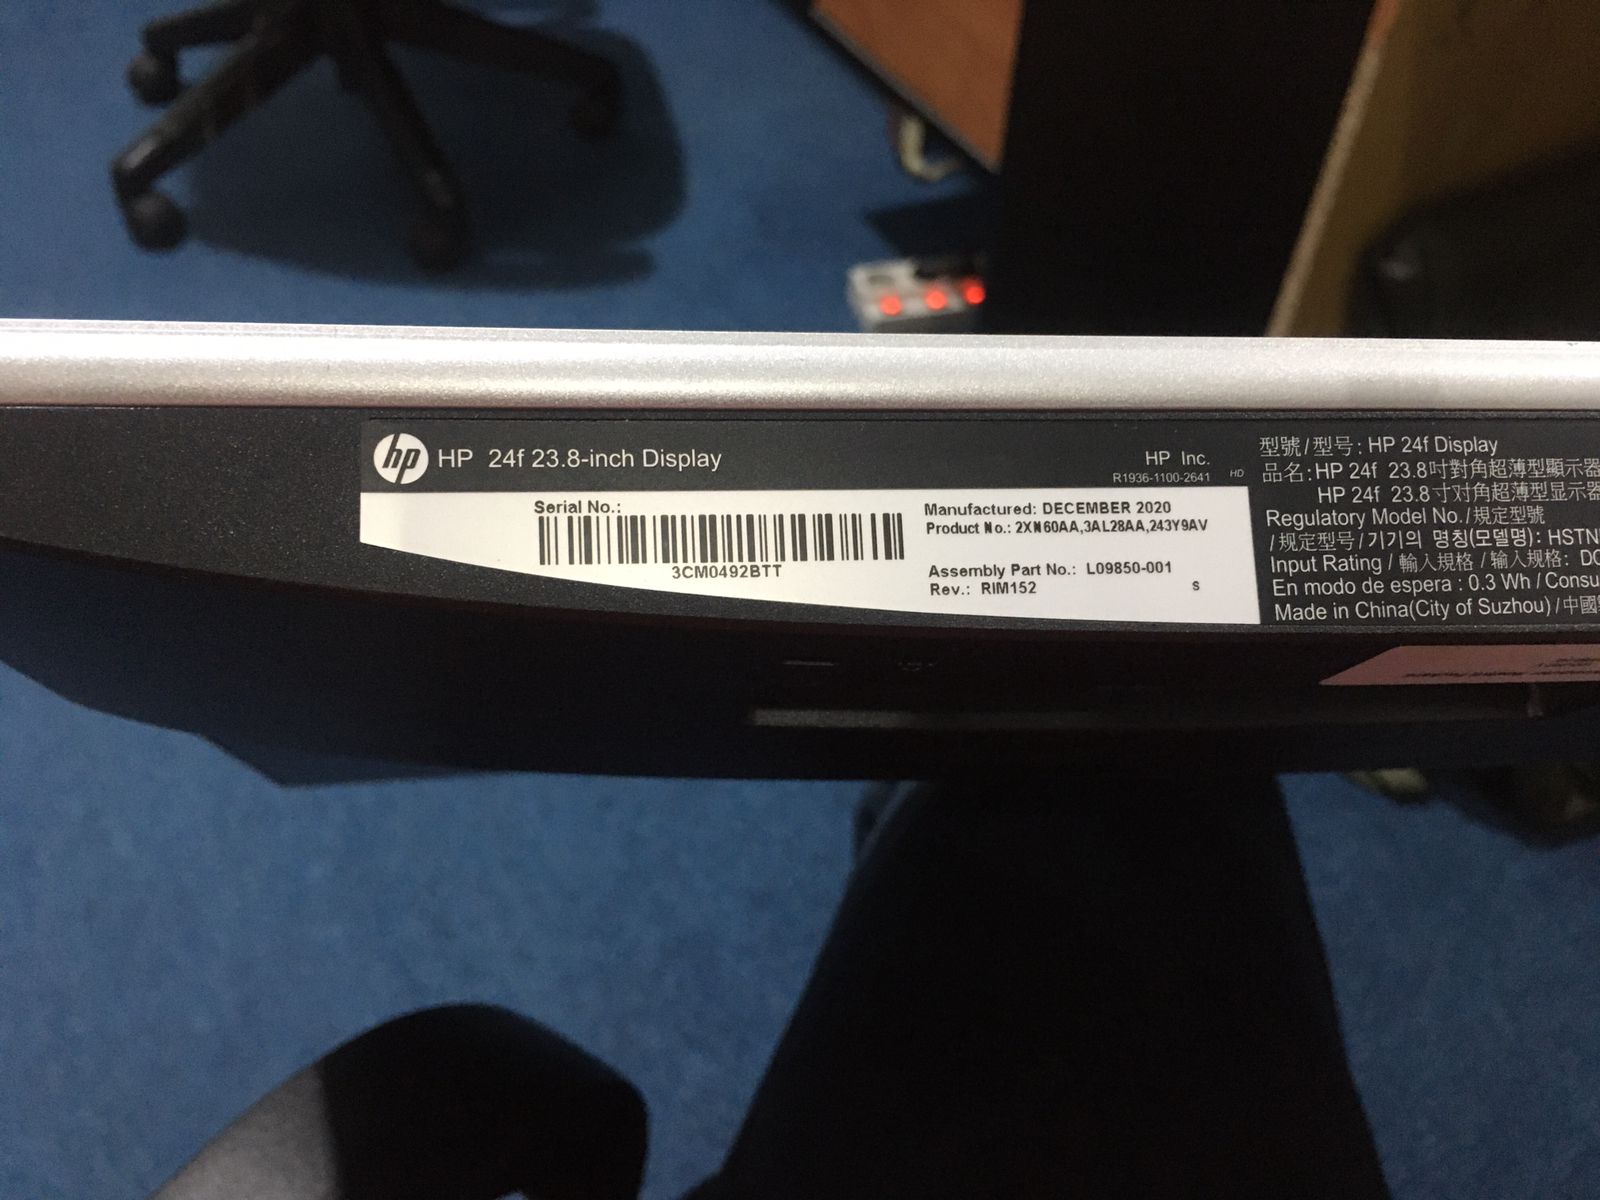 hp HP 24f 23.8-inch Display
HP Inc.
R1936-1100-2641 HD
Serial No.:
3CM0492BTT
Manufactured: DECEMBER 2020
Product No.: 2XN60AA,3AL28AA,243Y9AV
Assembly Part No.: L09850-001
Rev.: RIM152 S
型號/型号: HP 24f Display
品名: HP 24f 23.8吋對角超薄型顯示器
HP 24f 23.8寸对角超薄型显示器
Regulatory Model No./規定型號
/规定型号/기기의 명칭(모델명): HSTN
Input Rating / 輸入規格 / 输入规格: DC
En modo de espera : 0.3 Wh / Consu
Made in China(City of Suzhou)/中國